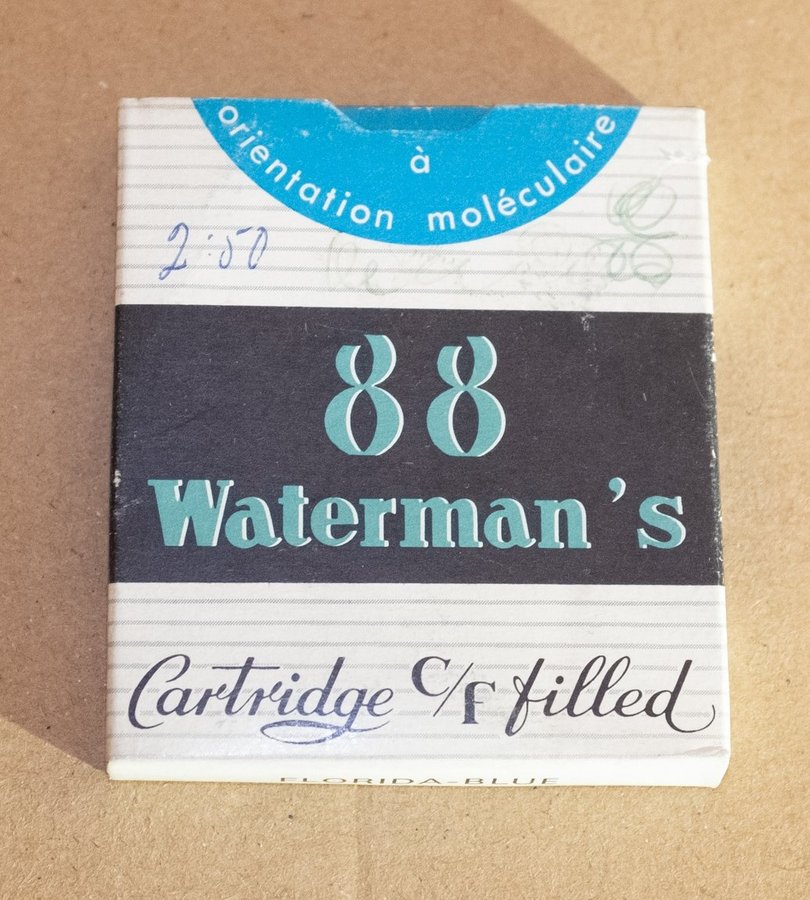 à
orientation moléculaire
2:50
88
Waterman's
Cartridge c/f filled
FLORIDA-BLUE